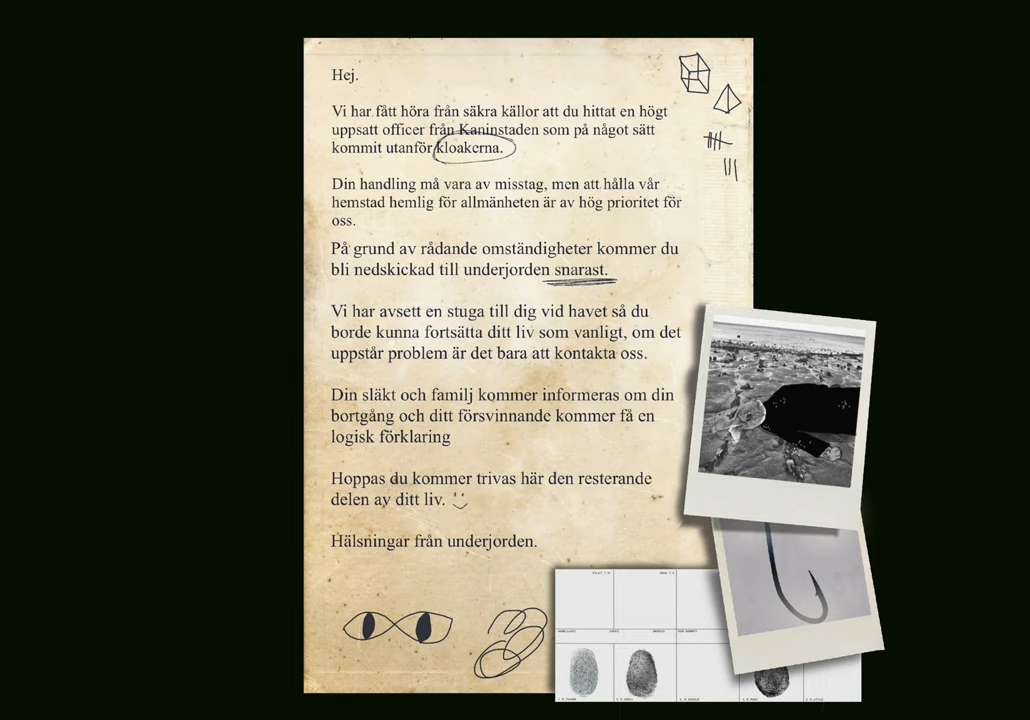 Hej.
Vi har fått höra från säkra källor att du hittat en högt
uppsatt officer från Kaninstaden som på något sätt
kommit utanför kloakerna.
Din handling må vara av misstag, men att hålla vår
hemstad hemlig för allmänheten är av hög prioritet för
oss.
På grund av rådande omständigheter kommer du
bli nedskickad till underjorden snarast.
Vi har avsett en stuga till dig vid havet så du
borde kunna fortsätta ditt liv som vanligt, om det
uppstår problem är det bara att kontakta oss.
Din släkt och familj kommer informeras om din
bortgång och ditt försvinnande kommer få en
logisk förklaring
Hoppas du kommer trivas här den resterande
delen av ditt liv.
Hälsningar från underjorden.